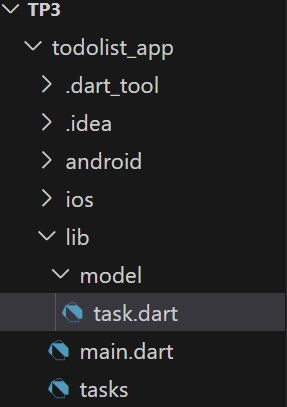 TP3
todolist_app
.dart_tool
.idea
android
ios
lib
model
task.dart
main.dart
tasks